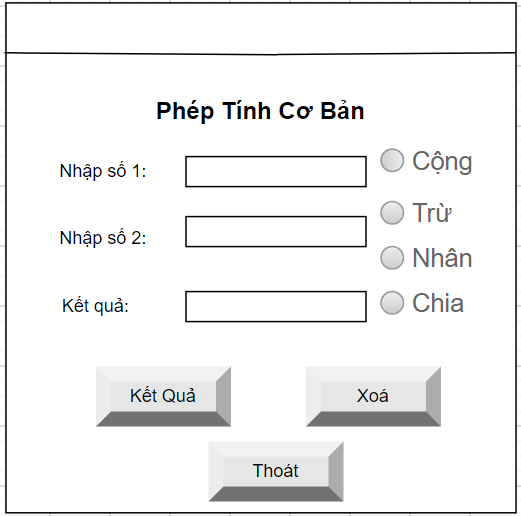 Phép Tính Cơ Bản
Nhập số 1:
Cộng
Trừ
Nhập số 2:
Nhân
Kết quả:
Chia
Kết Quả
Xoá
Thoát